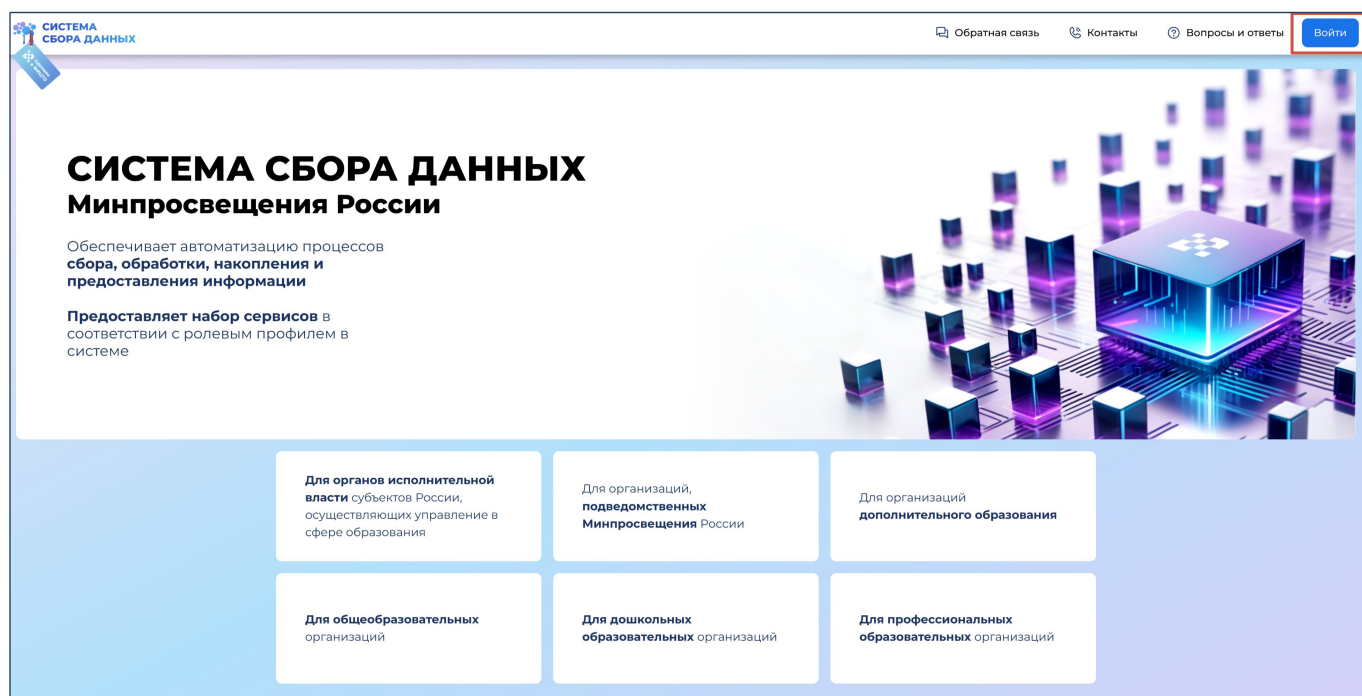 СИСТЕМА
СБОРА ДАННЫХ
Обратная связь
Контакты
Вопросы и ответы
Войти
Сделано
в ФИЦТО
СИСТЕМА СБОРА ДАННЫХ
Минпросвещения России
Обеспечивает автоматизацию процессов
сбора, обработки, накопления и
предоставления информации
Предоставляет набор сервисов в
соответствии с ролевым профилем в
системе
Для органов исполнительной
власти субъектов России,
осуществляющих управление в
сфере образования
Для организаций,
подведомственных
Минпросвещения России
Для организаций
дополнительного образования
Для общеобразовательных
организаций
Для дошкольных
образовательных организаций
Для профессиональных
образовательных организаций